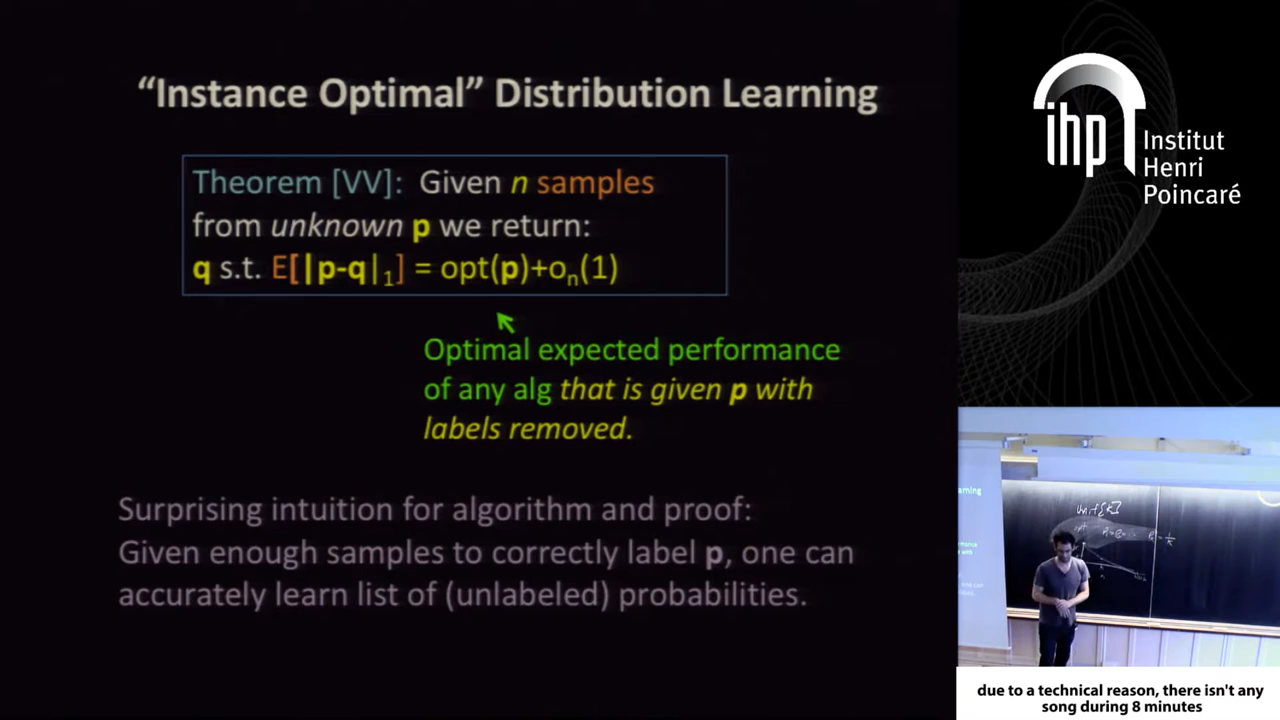 “Instance Optimal” Distribution Learning
Theorem [VV]: Given n samples
from unknown p we return:
q s.t. E[|p-q|₁] = opt(p)+oₙ(1)
Optimal expected performance
of any alg that is given p with
labels removed.
Surprising intuition for algorithm and proof:
Given enough samples to correctly label p, one can
accurately learn list of (unlabeled) probabilities.
ihp
Institut
Henri
Poincaré
due to a technical reason, there isn't any
song during 8 minutes